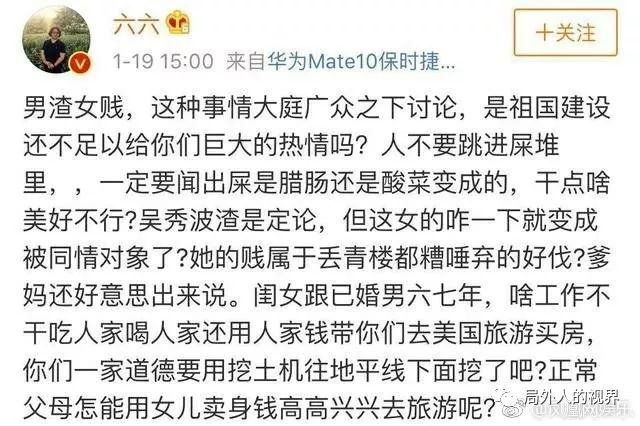 六六
+关注
1-19 15:00 来自华为Mate10保时捷...
男渣女贱，这种事情大庭广众之下讨论，是祖国建设
还不足以给你们巨大的热情吗？人不要跳进屎堆
里，，一定要闻出屎是腊肠还是酸菜变成的，干点啥
美好不行?吴秀波渣是定论，但这女的咋一下就变成
被同情对象了?她的贱属于丢青楼都糟唾弃的好伐?爹
妈还好意思出来说。闺女跟已婚男六七年，啥工作不
干吃人家喝人家还用人家钱带你们去美国旅游买房，
你们一家道德要用挖土机往地平线下面挖了吧?正常
父母怎能用女儿卖身钱高高兴兴去旅游呢?
局外人的视界
@凤凰网娱乐